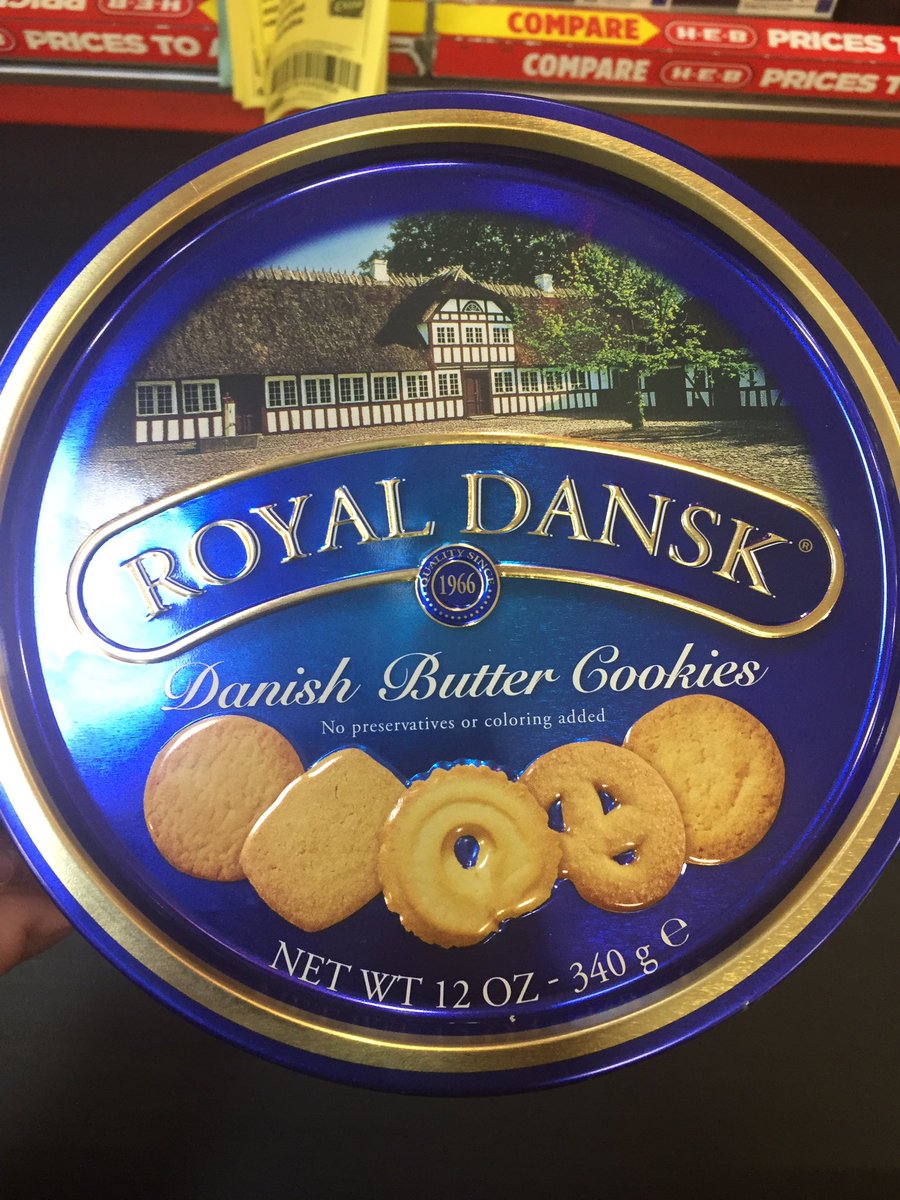 H-E-B
COMPARE H-E-B PRICES
PRICES TO
COMPARE H-E-B PRICES
ROYAL DANSK®
QUALITY SINCE
1966
Danish Butter Cookies
No preservatives or coloring added
NET WT 12 OZ - 340 g ℮